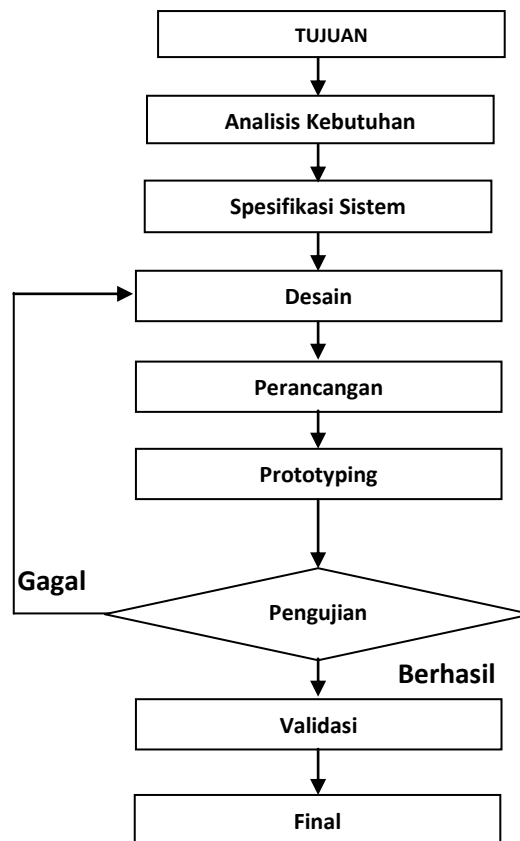 TUJUAN
Analisis Kebutuhan
Spesifikasi Sistem
Desain
Perancangan
Prototyping
Gagal
Pengujian
Berhasil
Validasi
Final